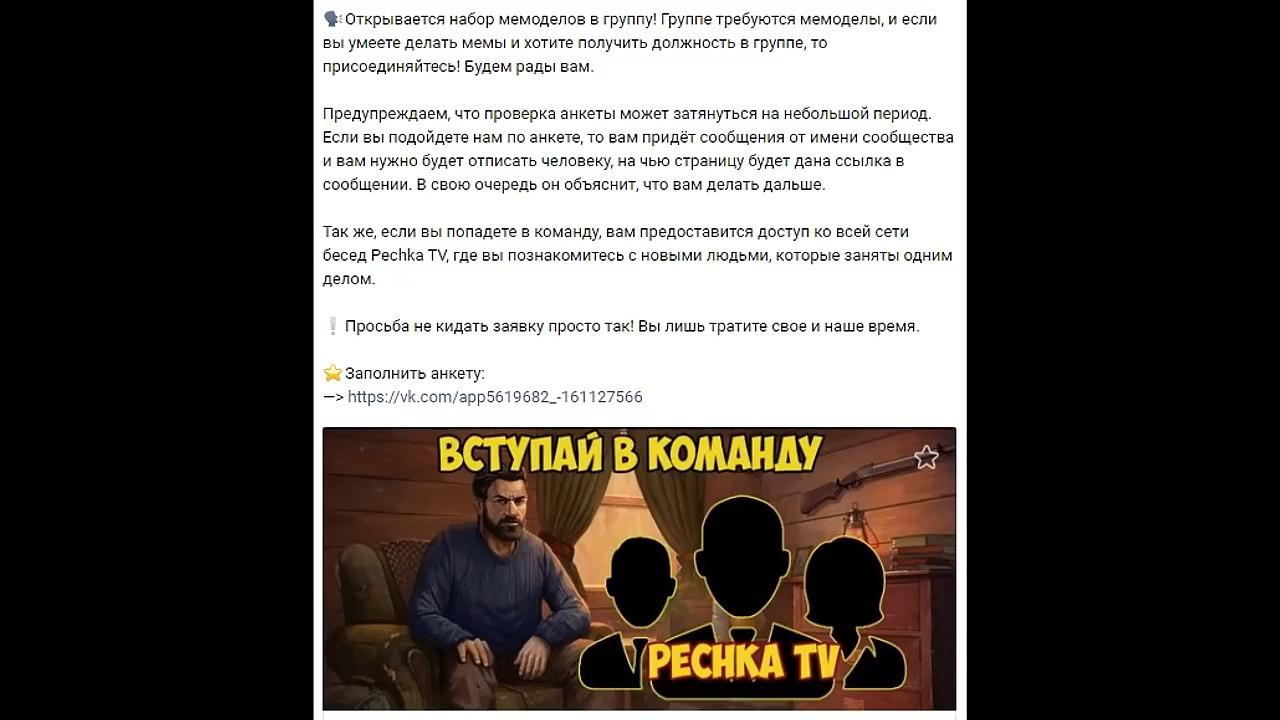 🗣Открывается набор мемоделов в группу! Группе требуются мемоделы, и если
вы умеете делать мемы и хотите получить должность в группе, то
присоединяйтесь! Будем рады вам.
Предупреждаем, что проверка анкеты может затянуться на небольшой период.
Если вы подойдете нам по анкете, то вам придёт сообщения от имени сообщества
и вам нужно будет отписать человеку, на чью страницу будет дана ссылка в
сообщении. В свою очередь он объяснит, что вам делать дальше.
Так же, если вы попадете в команду, вам предоставится доступ ко всей сети
бесед Pechka TV, где вы познакомитесь с новыми людьми, которые заняты одним
делом.
❕ Просьба не кидать заявку просто так! Вы лишь тратите свое и наше время.
⭐Заполнить анкету:
—> https://vk.com/app5619682_-161127566
ВСТУПАЙ В КОМАНДУ
PECHKA TV